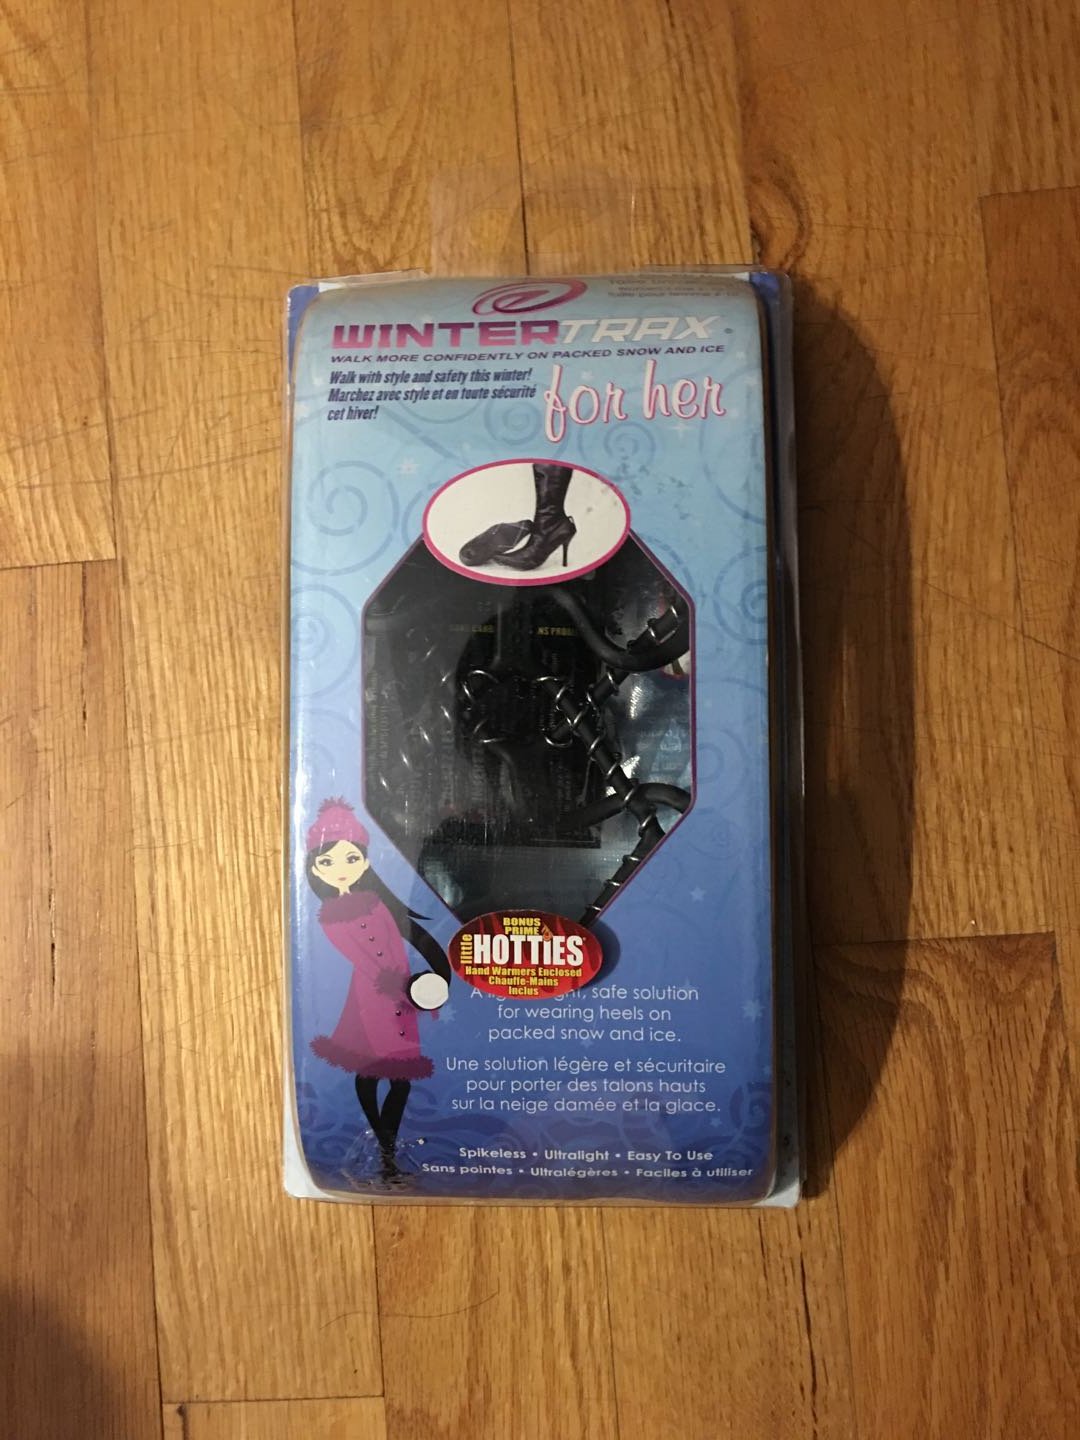 WINTERTRAX
WALK MORE CONFIDENTLY ON PACKED SNOW AND ICE
Walk with style and safety this winter!
Marchez avec style et en toute sécurité
cet hiver!
for her
BONUS
PRIME
little
HOTTIES
Hand Warmers Enclosed
Chauffe-Mains
Inclus
A safe solution
for wearing heels on
packed snow and ice.
Une solution légère et sécuritaire
pour porter des talons hauts
sur la neige damée et la glace.
Spikeless • Ultralight • Easy To Use
Sans pointes • Ultralégères • Faciles à utiliser